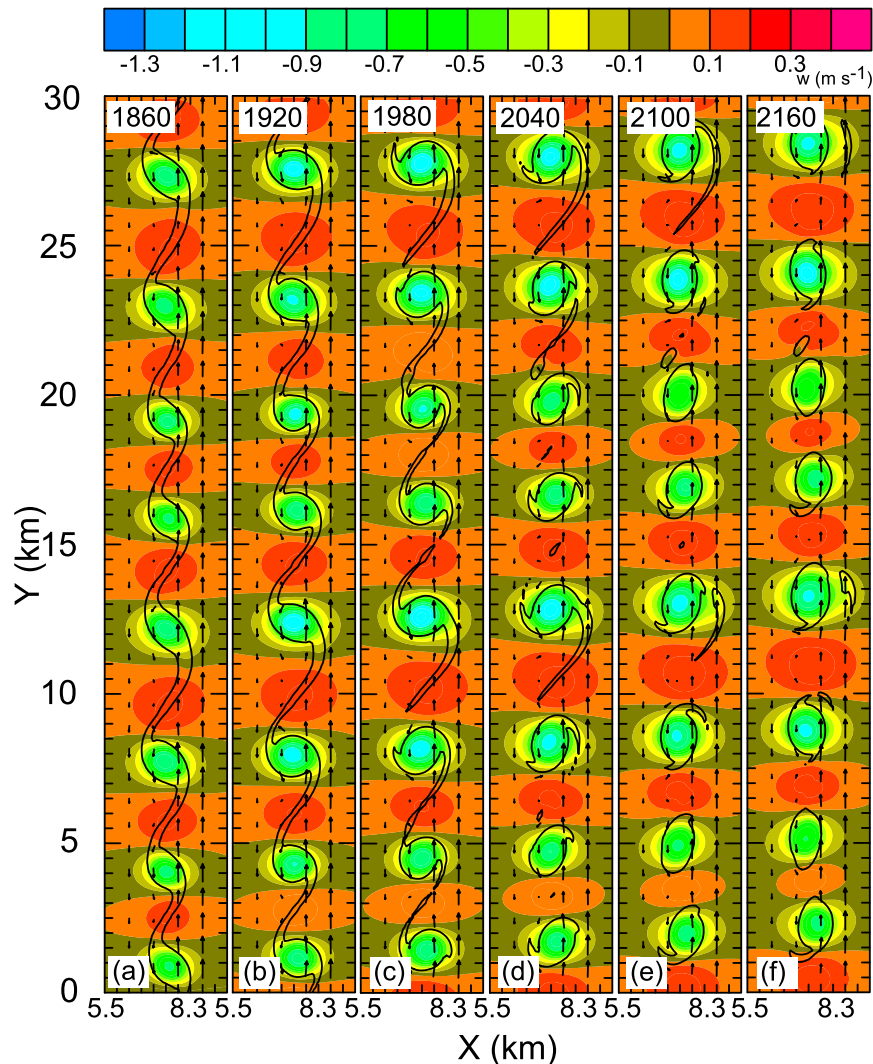 -1.3 -1.1 -0.9 -0.7 -0.5 -0.3 -0.1 0.1 0.3
w (m s-1)
30 1860 1920 1980 2040 2100 2160
25
20
15
10
5
0
Y (km)
(a) (b) (c) (d) (e) (f)
5.5 8.3 5.5 8.3 5.5 8.3 5.5 8.3 5.5 8.3 5.5 8.3
X (km)